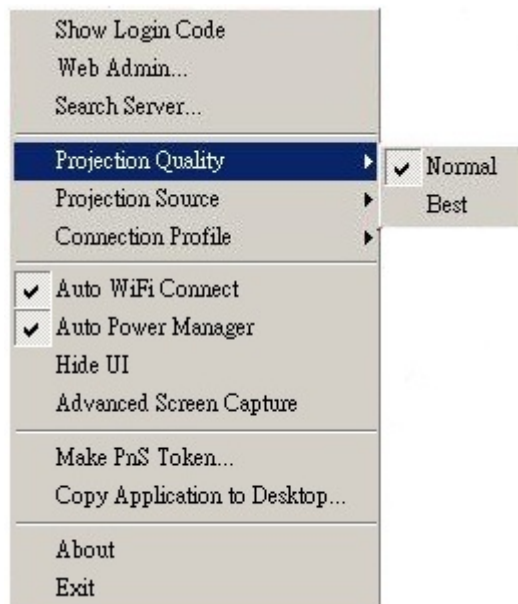 Show Login Code
Web Admin...
Search Server...
Projection Quality
Normal
Best
Projection Source
Connection Profile
Auto WiFi Connect
Auto Power Manager
Hide UI
Advanced Screen Capture
Make PnS Token...
Copy Application to Desktop...
About
Exit